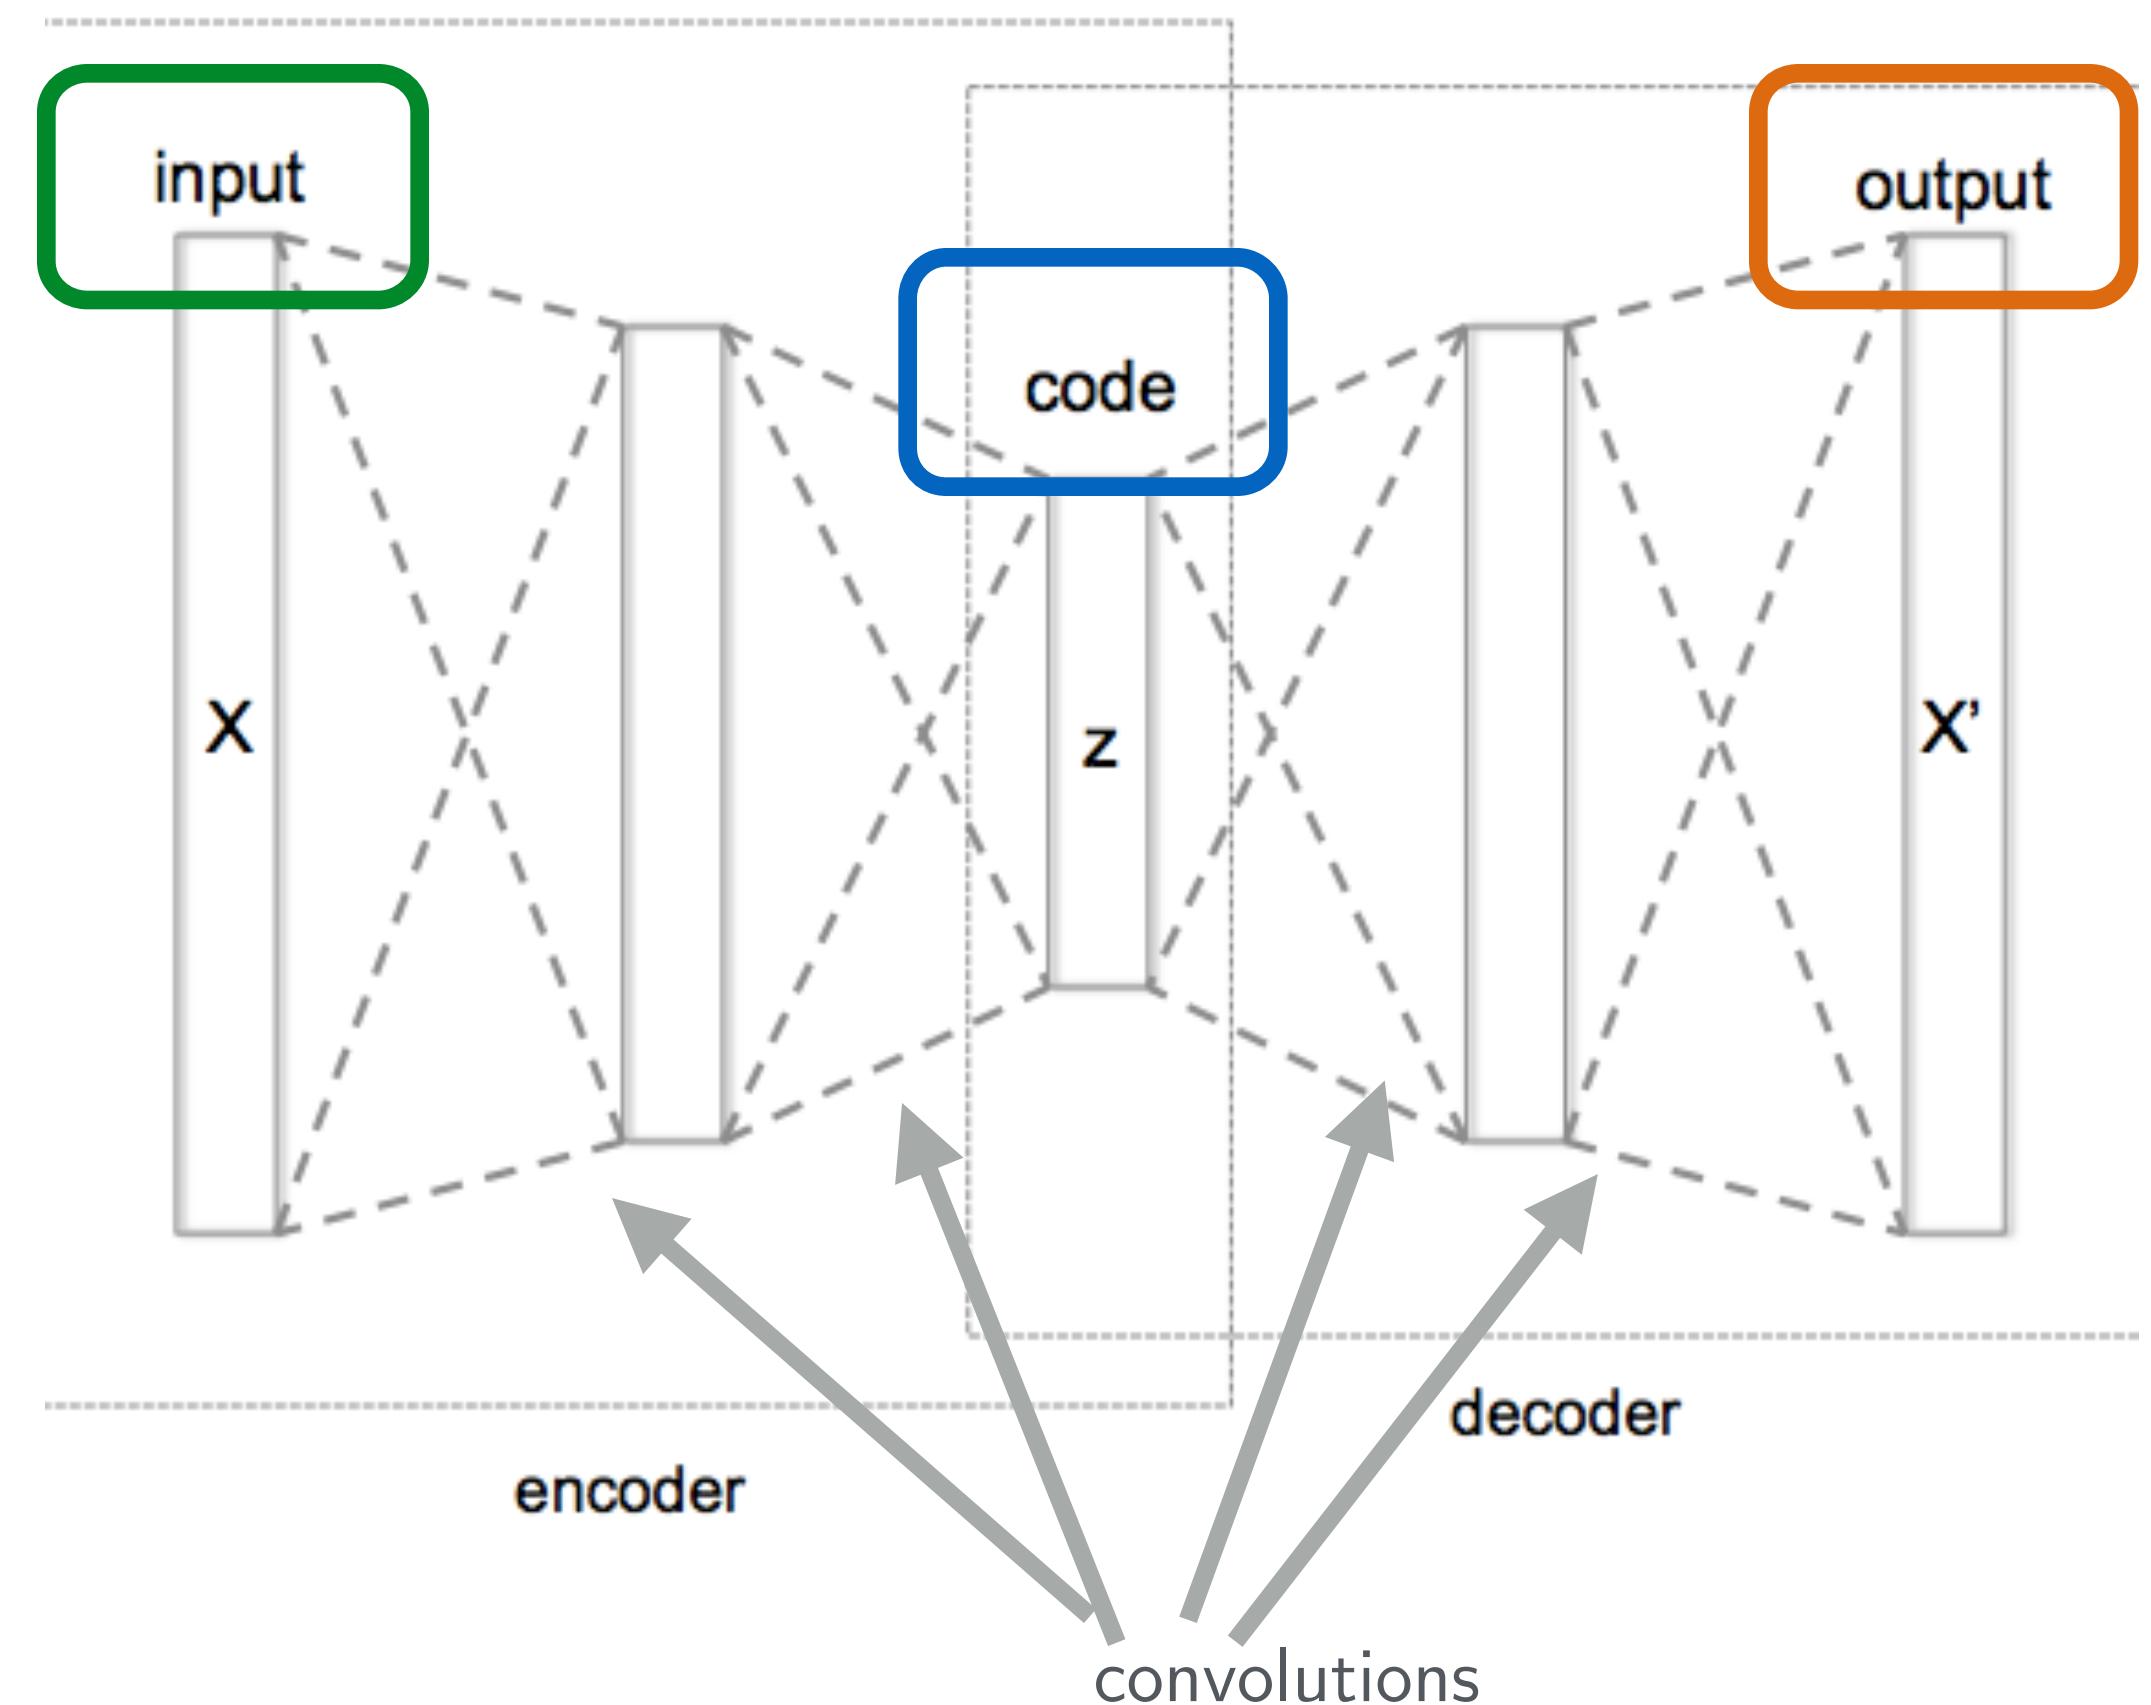 input
output
code
X
z
X’
decoder
encoder
convolutions